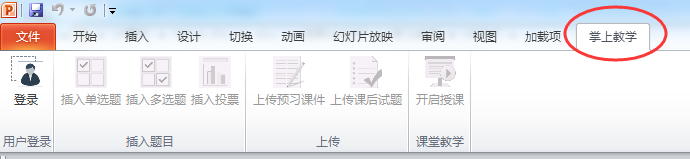 文件 开始 插入 设计 切换 动画 幻灯片放映 审阅 视图 加载项 掌上教学
登录 插入单选题 插入多选题 插入投票 上传预习课件 上传课后试题 开启授课
用户登录 插入题目 上传 课堂教学